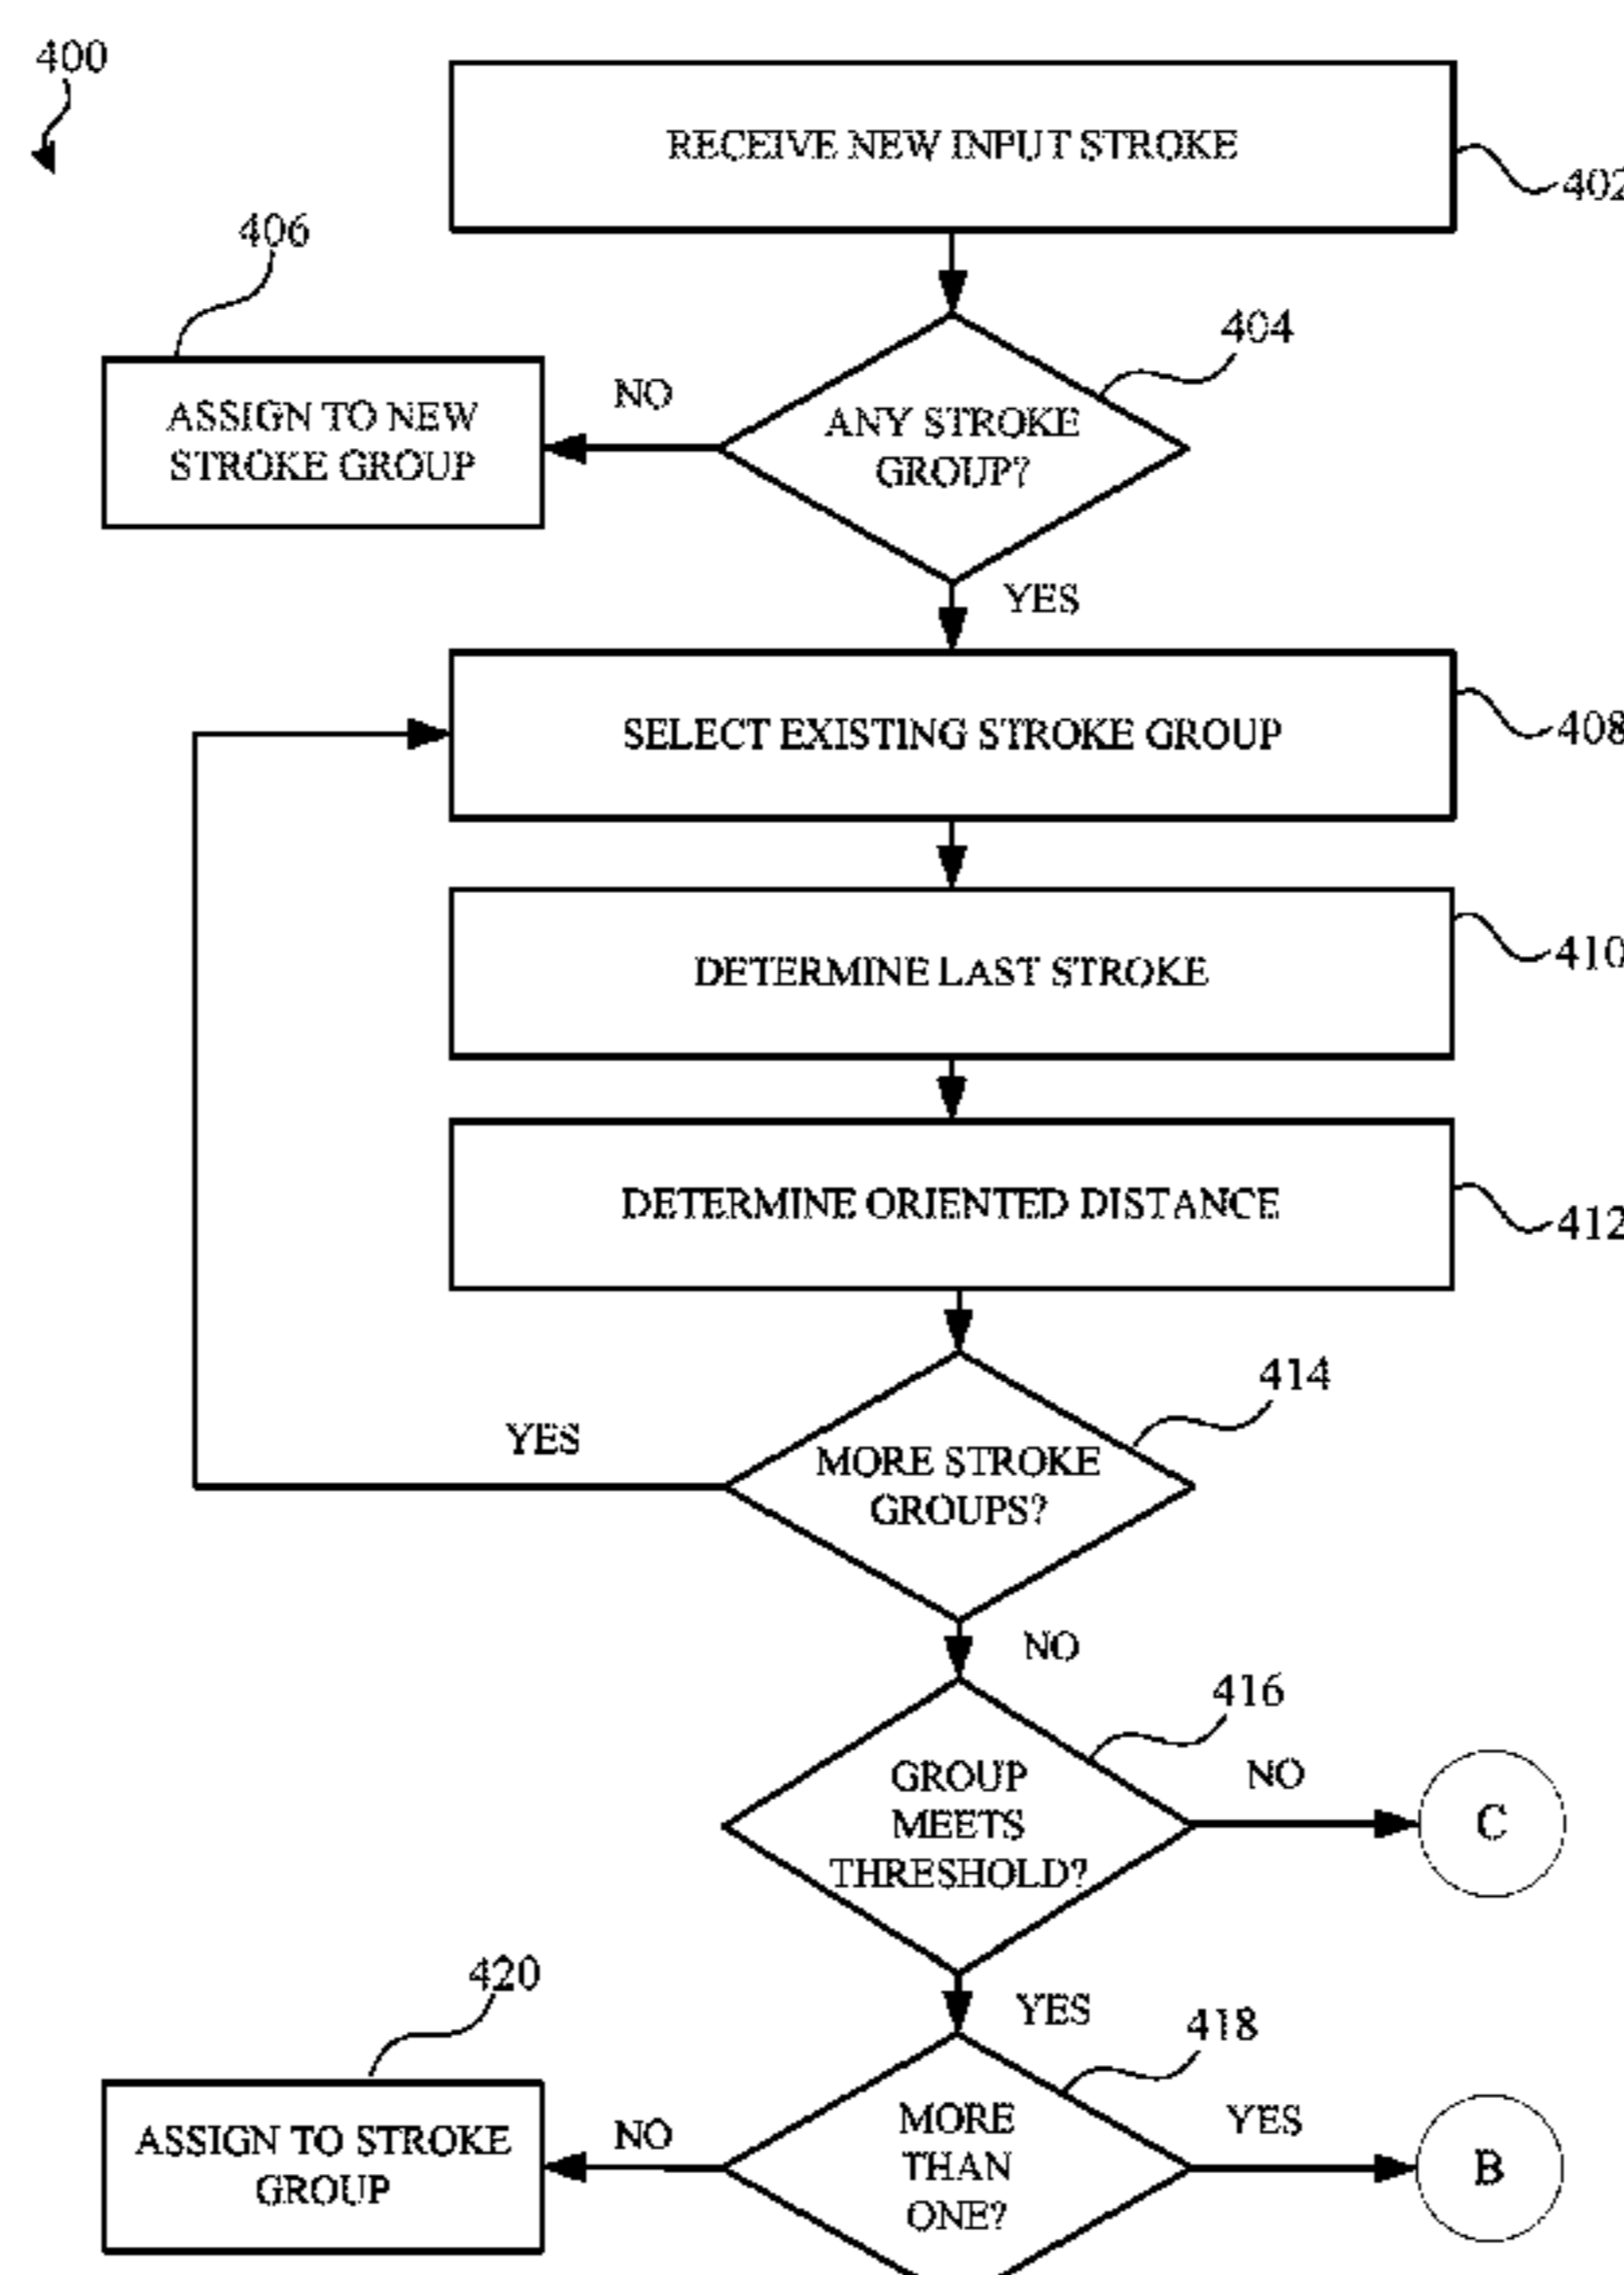 400
RECEIVE NEW INPUT STROKE
402
406
404
ASSIGN TO NEW
STROKE GROUP
NO
ANY STROKE
GROUP?
YES
SELECT EXISTING STROKE GROUP
408
DETERMINE LAST STROKE
410
DETERMINE ORIENTED DISTANCE
412
414
YES
MORE STROKE
GROUPS?
NO
416
GROUP
MEETS
THRESHOLD?
NO
C
YES
420
418
ASSIGN TO STROKE
GROUP
NO
MORE
THAN
ONE?
YES
B